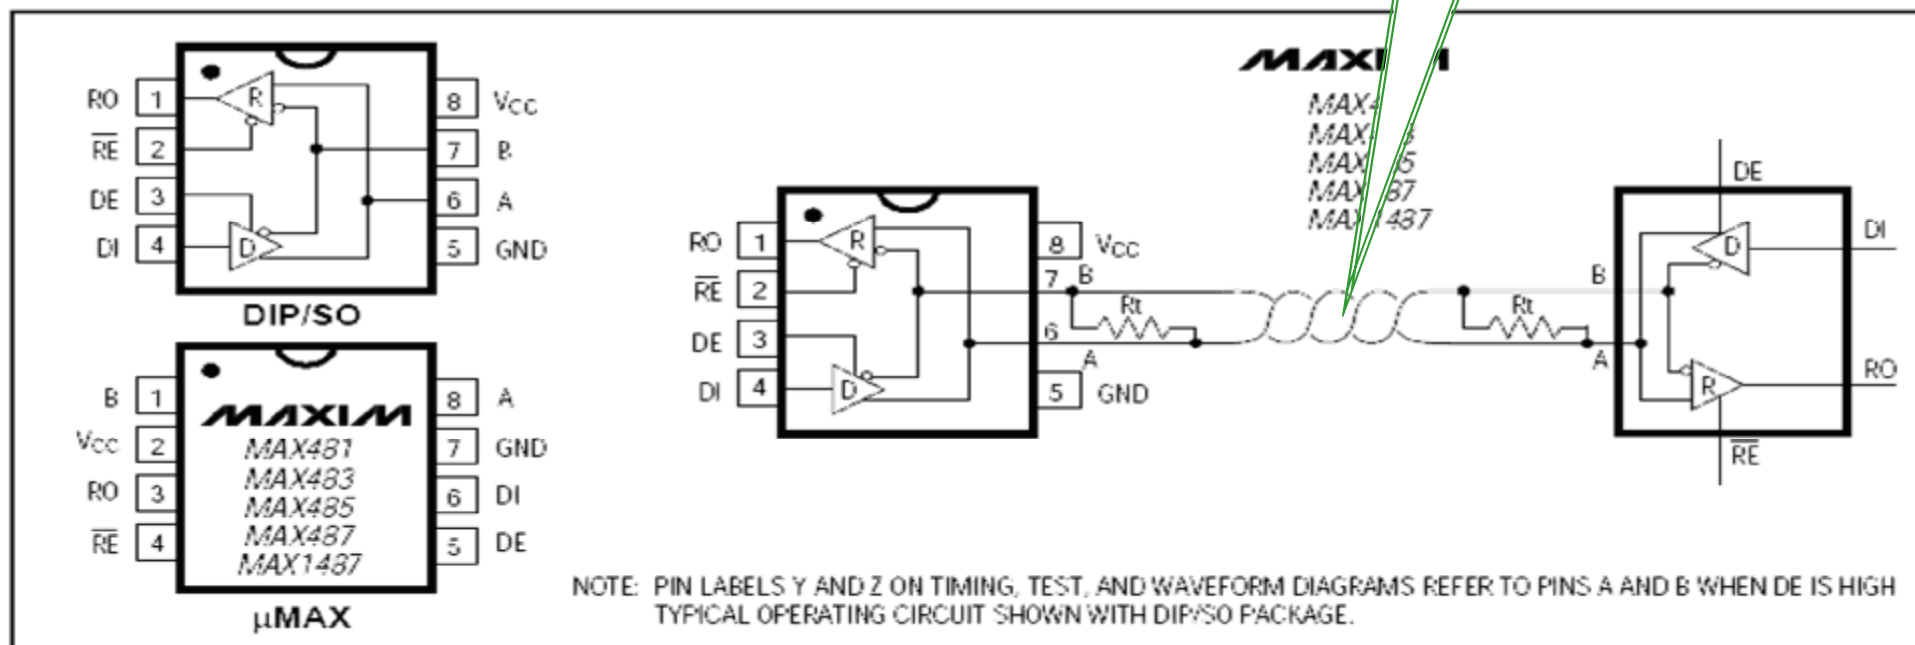 RO 1
RE 2
DE 3
DI 4
8 VCC
7 B
6 A
5 GND
R
D
DIP/SO
B 1
VCC 2
RO 3
RE 4
8 A
7 GND
6 DI
5 DE
MAXIM
MAX481
MAX483
MAX485
MAX487
MAX1487
µMAX
RO 1
RE 2
DE 3
DI 4
8 VCC
7 B
6 A
5 GND
R
D
Rt
MAXIM
Rt
B
A
DE
D
DI
R
RO
RE
NOTE: PIN LABELS Y AND Z ON TIMING, TEST, AND WAVEFORM DIAGRAMS REFER TO PINS A AND B WHEN DE IS HIGH
TYPICAL OPERATING CIRCUIT SHOWN WITH DIP/SO PACKAGE.